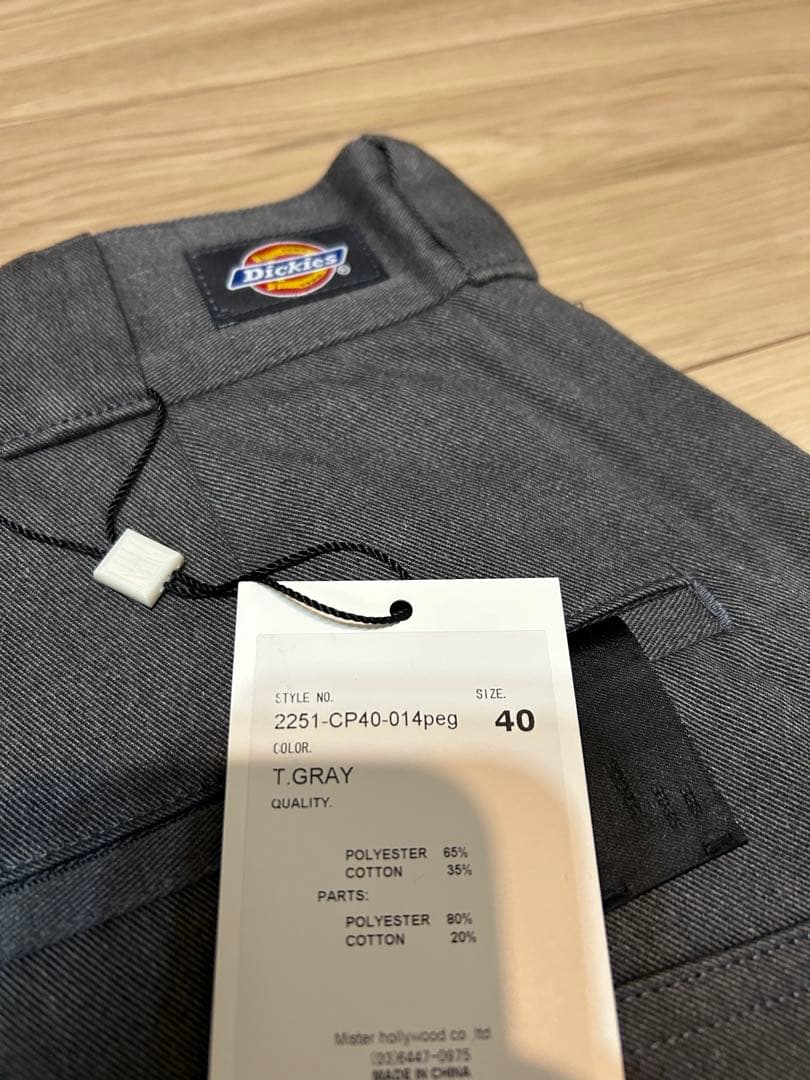 Dickies®
STYLE NO. SIZE.
2251-CP40-014peg 40
COLOR.
T.GRAY
QUALITY.
POLYESTER 65%
COTTON 35%
PARTS:
POLYESTER 80%
COTTON 20%
Mister hollywood co .ltd
(03)6447-0975
MADE IN CHINA